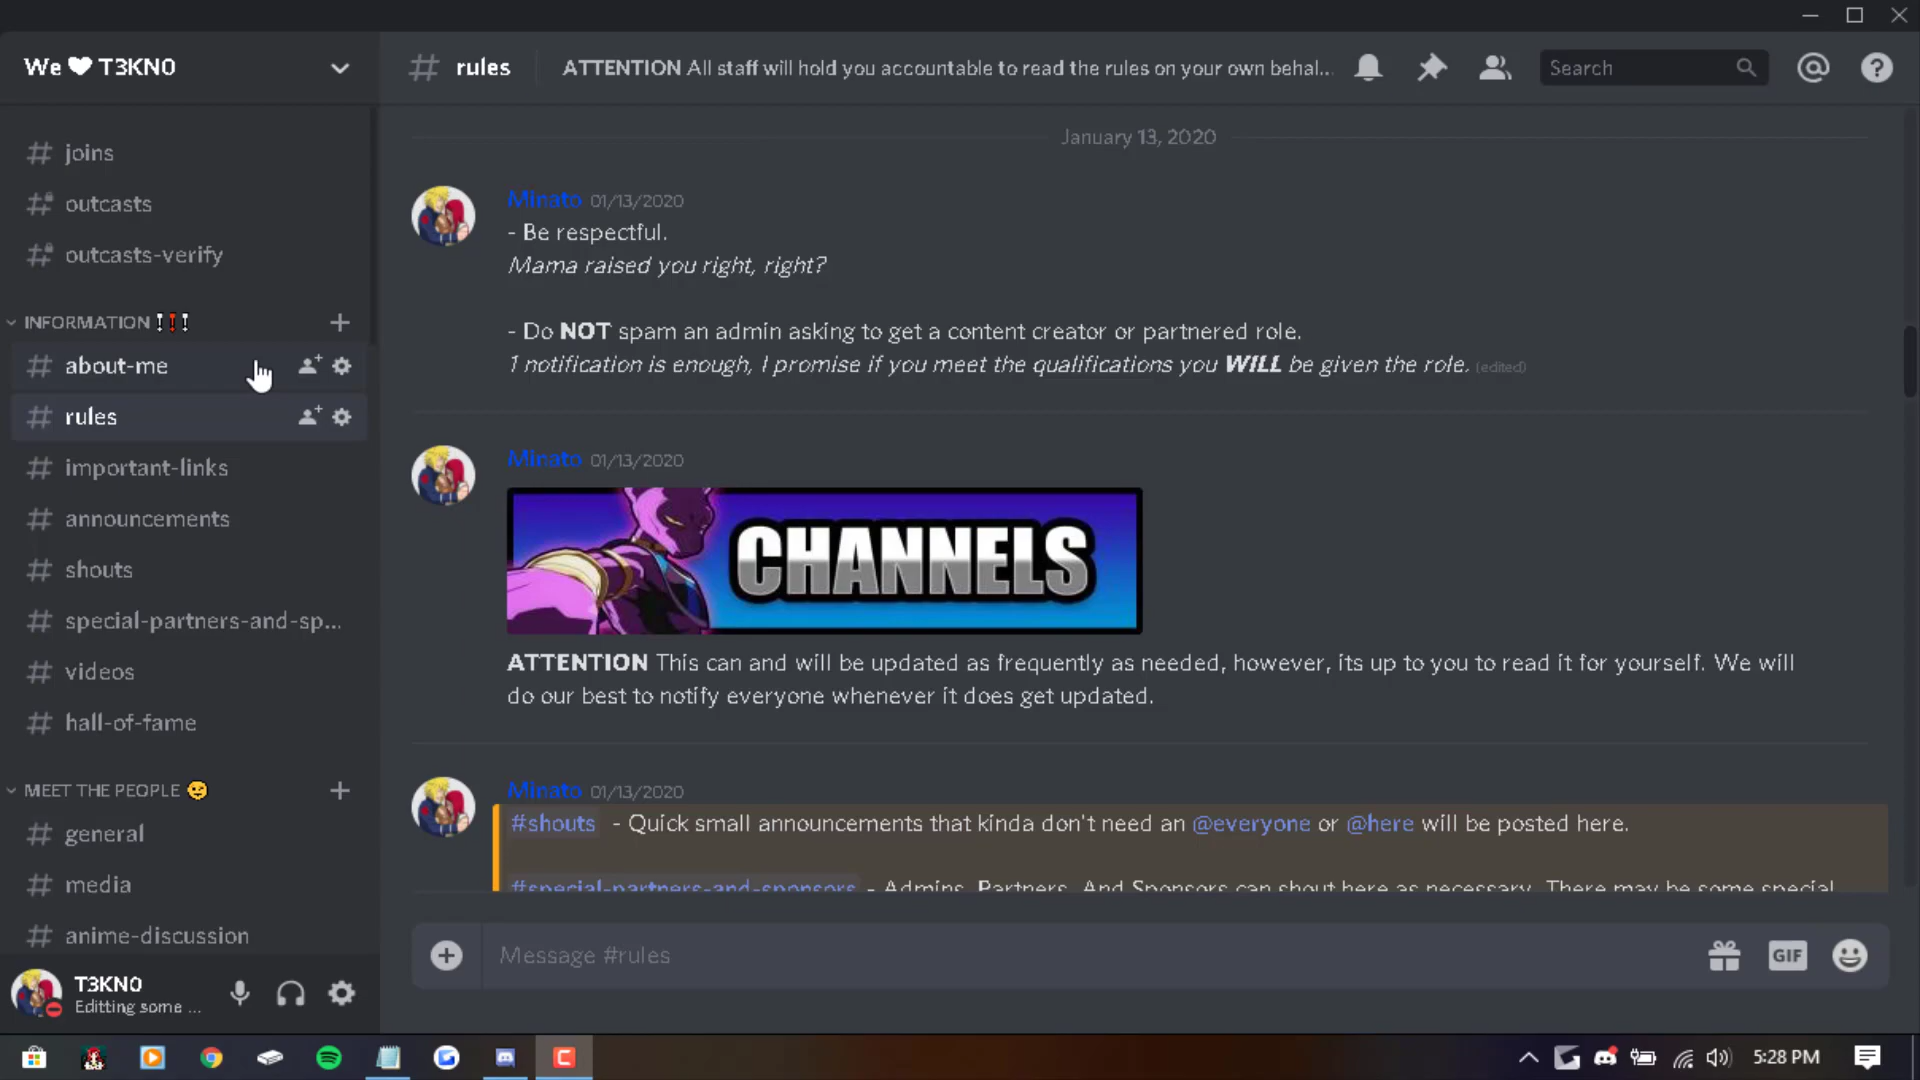 We ❤ T3KN0
joins
outcasts
outcasts-verify
INFORMATION
about-me
rules
important-links
announcements
shouts
special-partners-and-sp...
videos
hall-of-fame
MEET THE PEOPLE
general
media
anime-discussion
T3KN0
Editting some ...
rules
ATTENTION All staff will hold you accountable to read the rules on your own behal...
Search
January 13, 2020
Minato 01/13/2020
- Be respectful.
Mama raised you right, right?
- Do NOT spam an admin asking to get a content creator or partnered role.
1 notification is enough, I promise if you meet the qualifications you WILL be given the role. (edited)
Minato 01/13/2020
CHANNELS
ATTENTION This can and will be updated as frequently as needed, however, its up to you to read it for yourself. We will
do our best to notify everyone whenever it does get updated.
Minato 01/13/2020
#shouts - Quick small announcements that kinda don't need an @everyone or @here will be posted here.
#special-partners-and-sponsors - Admins, Partners, And Sponsors can shout here as necessary. There may be some special
Message #rules
GIF
5:28 PM